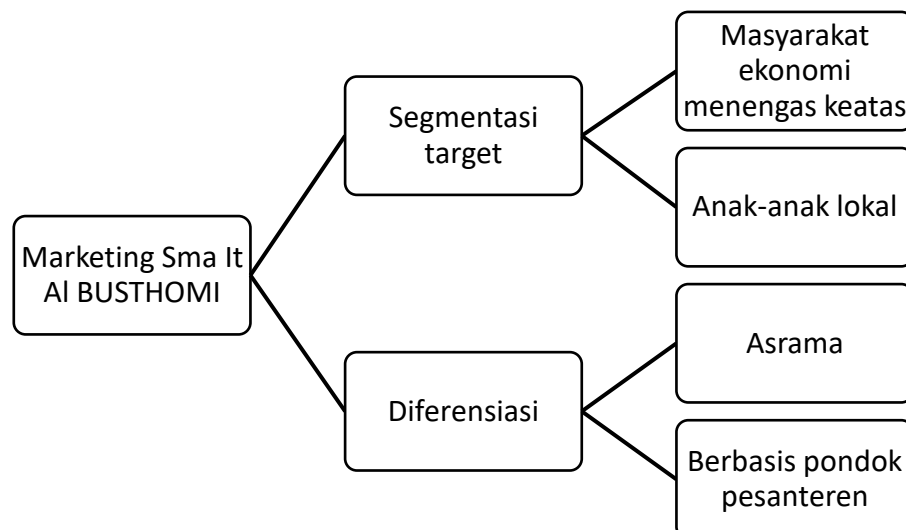 Marketing Sma It
Al BUSTHOMI
Segmentasi
target
Masyarakat
ekonomi
menengas keatas
Anak-anak lokal
Diferensiasi
Asrama
Berbasis pondok
pesanteren